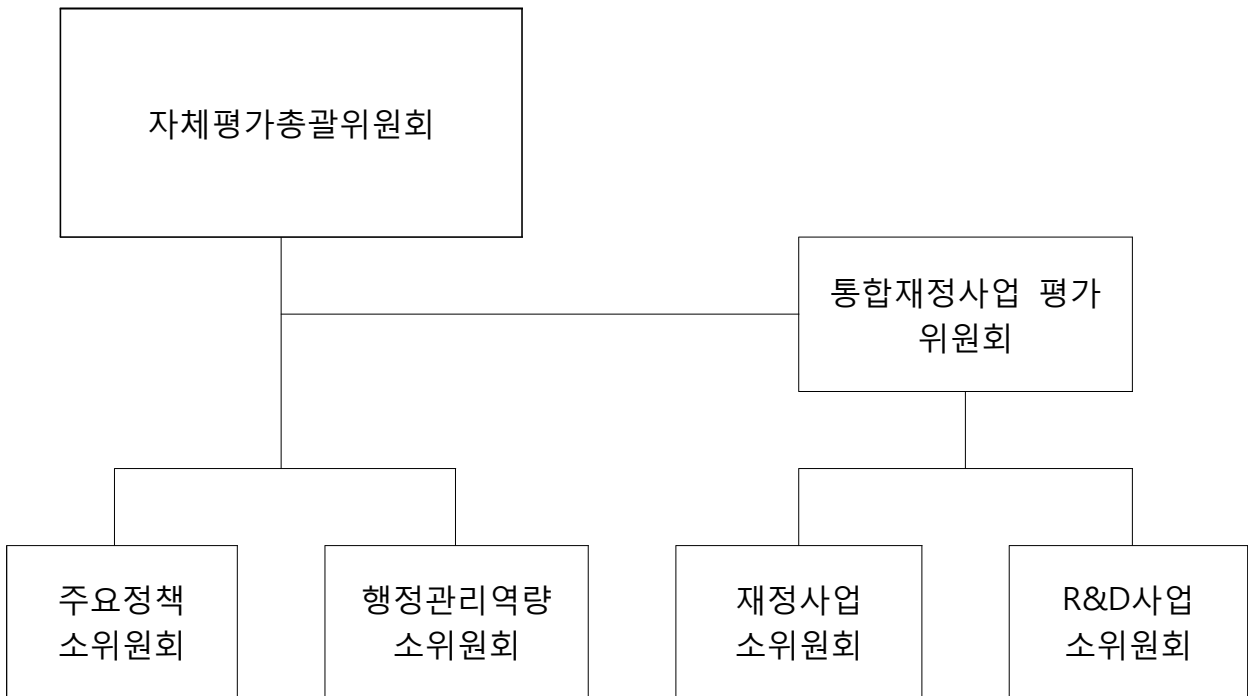 자체평가총괄위원회
통합재정사업 평가
위원회
주요정책
소위원회
행정관리역량
소위원회
재정사업
소위원회
R&D사업
소위원회